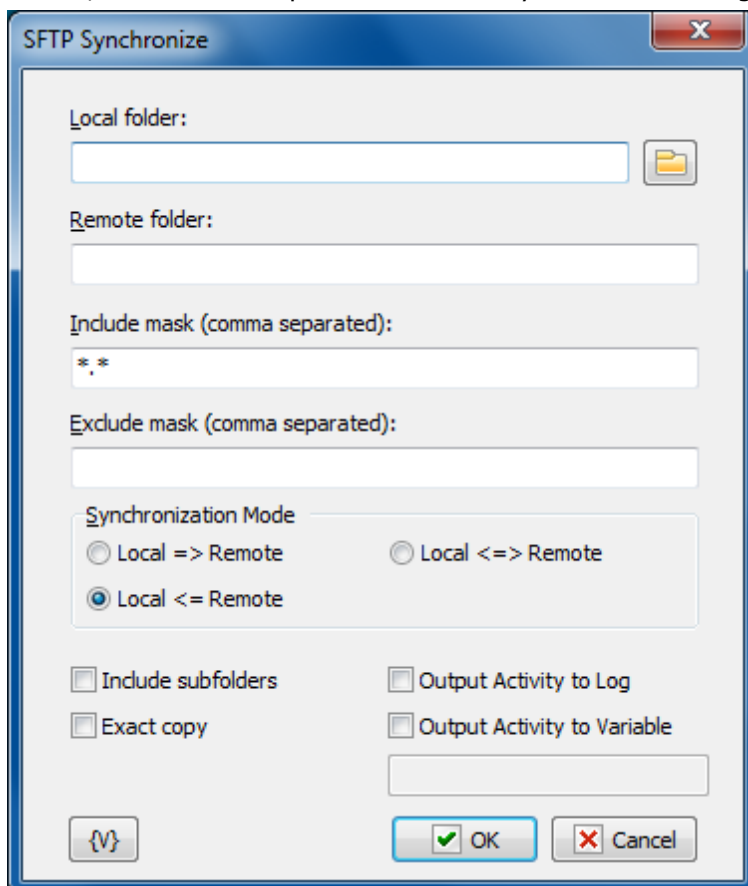 SFTP Synchronize
Local folder:
Remote folder:
Include mask (comma separated):
*.*
Exclude mask (comma separated):
Synchronization Mode
Local => Remote
Local <=> Remote
Local <= Remote
Include subfolders
Output Activity to Log
Exact copy
Output Activity to Variable
{V}
OK
Cancel